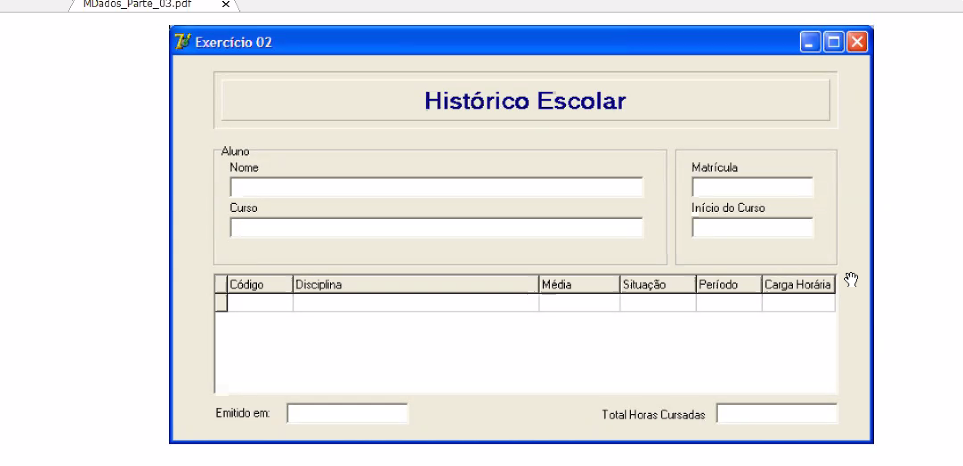 MDados_Parte_03.pdf x
Exercício 02
Histórico Escolar
Aluno
Nome
Matrícula
Curso
Início do Curso
Código Disciplina Média Situação Período Carga Horária
Emitido em: Total Horas Cursadas